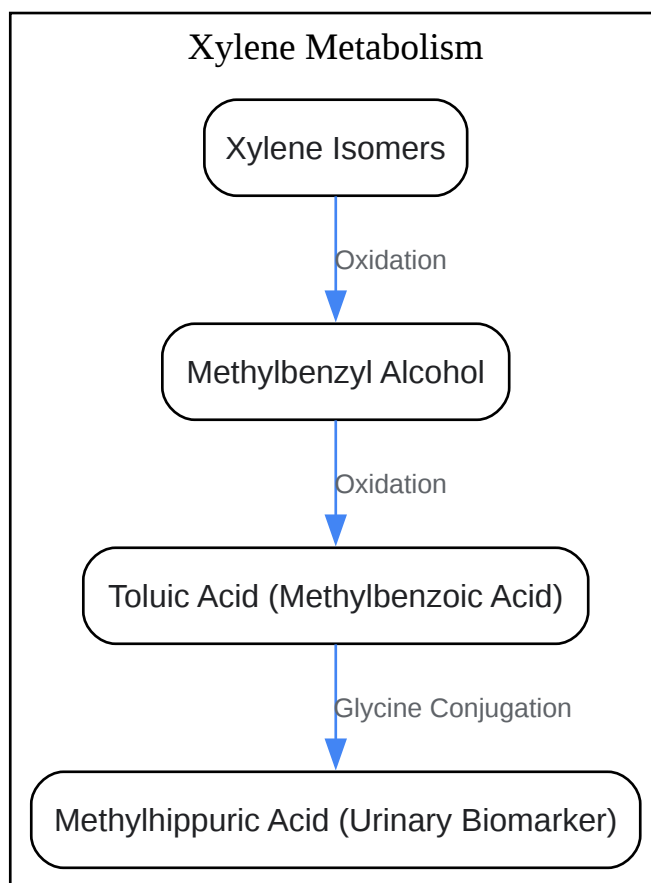 Xylene Metabolism
Xylene Isomers
Oxidation
Methylbenzyl Alcohol
Oxidation
Toluic Acid (Methylbenzoic Acid)
Glycine Conjugation
Methylhippuric Acid (Urinary Biomarker)